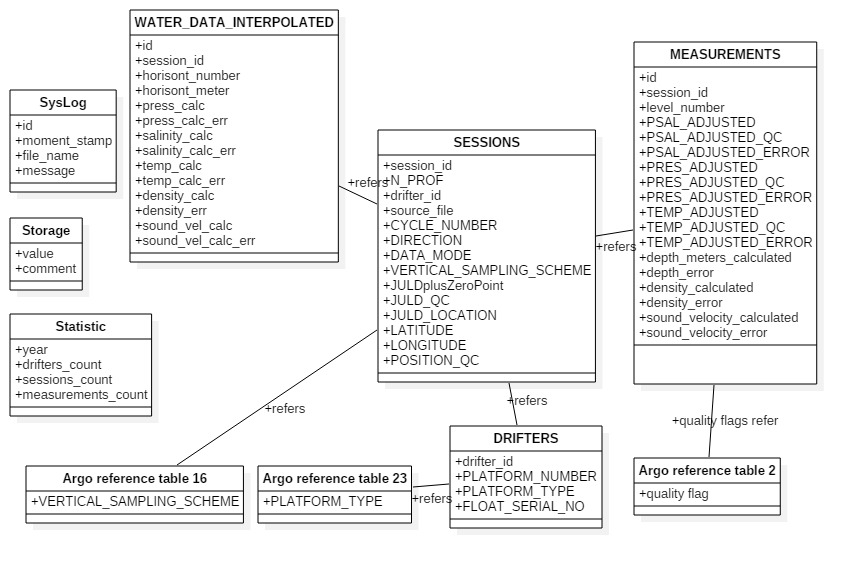 WATER_DATA_INTERPOLATED
+id
+session_id
+horisont_number
+horisont_meter
+press_calc
+press_calc_err
+salinity_calc
+salinity_calc_err
+temp_calc
+temp_calc_err
+density_calc
+density_err
+sound_vel_calc
+sound_vel_calc_err
MEASUREMENTS
+id
+session_id
+level_number
+PSAL_ADJUSTED
+PSAL_ADJUSTED_QC
+PSAL_ADJUSTED_ERROR
+PRES_ADJUSTED
+PRES_ADJUSTED_QC
+PRES_ADJUSTED_ERROR
+TEMP_ADJUSTED
+TEMP_ADJUSTED_QC
+TEMP_ADJUSTED_ERROR
+depth_meters_calculated
+depth_error
+density_calculated
+density_error
+sound_velocity_calculated
+sound_velocity_error
SysLog
+id
+moment_stamp
+file_name
+message
SESSIONS
+session_id
+N_PROF
+drifter_id
+source_file
+CYCLE_NUMBER
+DIRECTION
+DATA_MODE
+VERTICAL_SAMPLING_SCHEME
+JULDplusZeroPoint
+JULD_QC
+JULD_LOCATION
+LATITUDE
+LONGITUDE
+POSITION_QC
+refers
+refers
Storage
+value
+comment
Statistic
+year
+drifters_count
+sessions_count
+measurements_count
+refers
+refers
+quality flags refer
DRIFTERS
+drifter_id
+PLATFORM_NUMBER
+PLATFORM_TYPE
+FLOAT_SERIAL_NO
Argo reference table 16
+VERTICAL_SAMPLING_SCHEME
Argo reference table 23
+PLATFORM_TYPE
+refers
Argo reference table 2
+quality flag